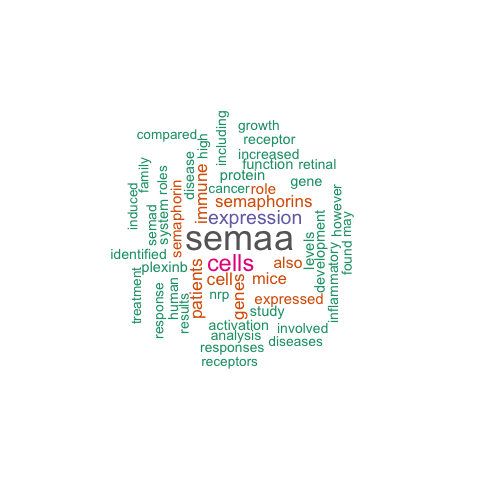 including
growth
compared
high
receptor
increased
disease
family
roles
immune
function
retinal
protein
gene
induced
semaphorin
cancer
role
semaphorins
however
system
semad
expression
may
semaa
levels
development
found
identified
plexinb
cells
also
inflammatory
treatment
response
human
results
patients
cell
mice
genes
nrp
expressed
study
activation
involved
analysis
diseases
responses
receptors